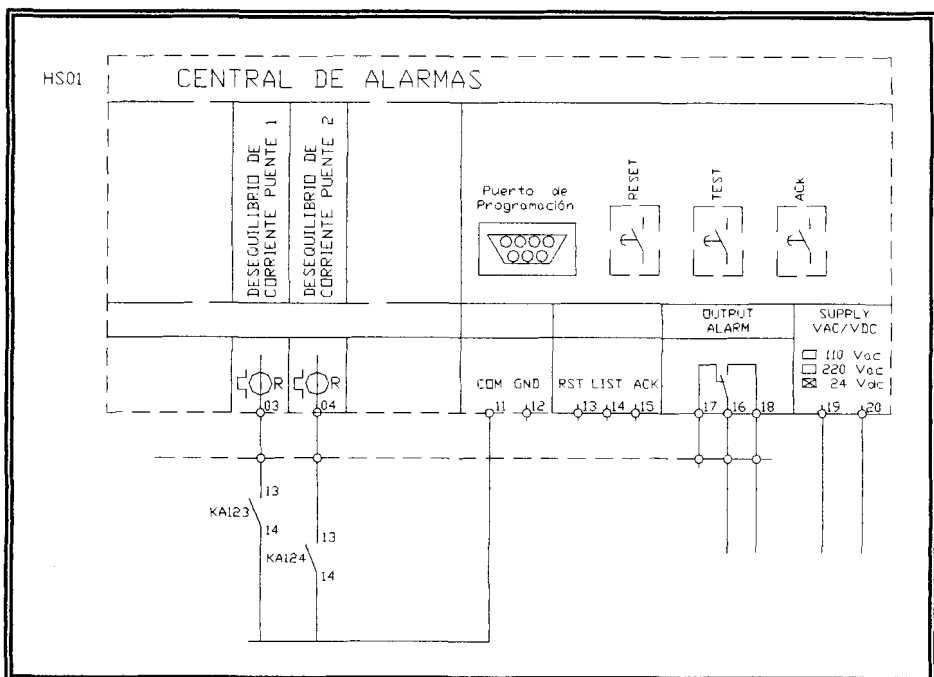 HS01
CENTRAL DE ALARMAS
DESEQUILIBRIO DE
CORRIENTE PUENTE 1
DESEQUILIBRIO DE
CORRIENTE PUENTE 2
Puerto de
Programación
RESET
TEST
ACK
OUTPUT
ALARM
SUPPLY
VAC/VDC
110 Vac
220 Vac
24 Vdc
R
R
COM GND
RST LIST ACK
03
04
11
12
13
14
15
17
16
18
19
20
13
KA123
14
13
KA124
14